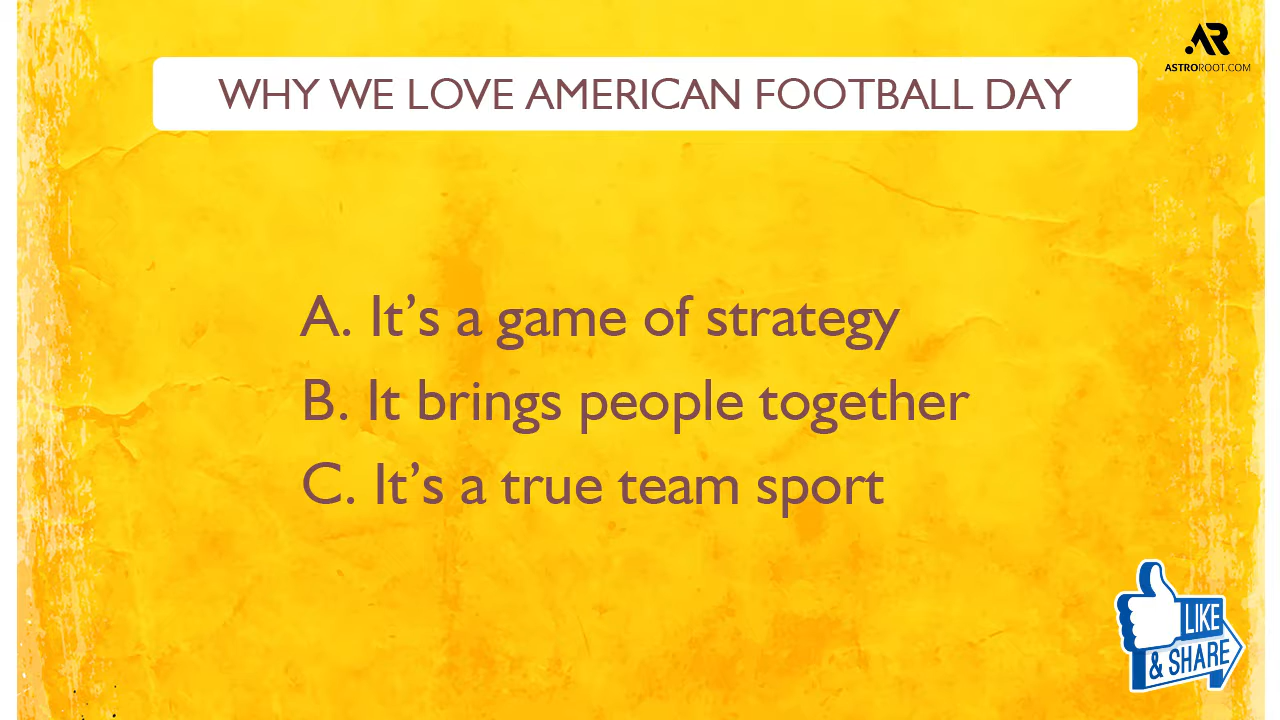 AR
ASTROROOT.COM
WHY WE LOVE AMERICAN FOOTBALL DAY
A. It’s a game of strategy
B. It brings people together
C. It’s a true team sport
LIKE
& SHARE